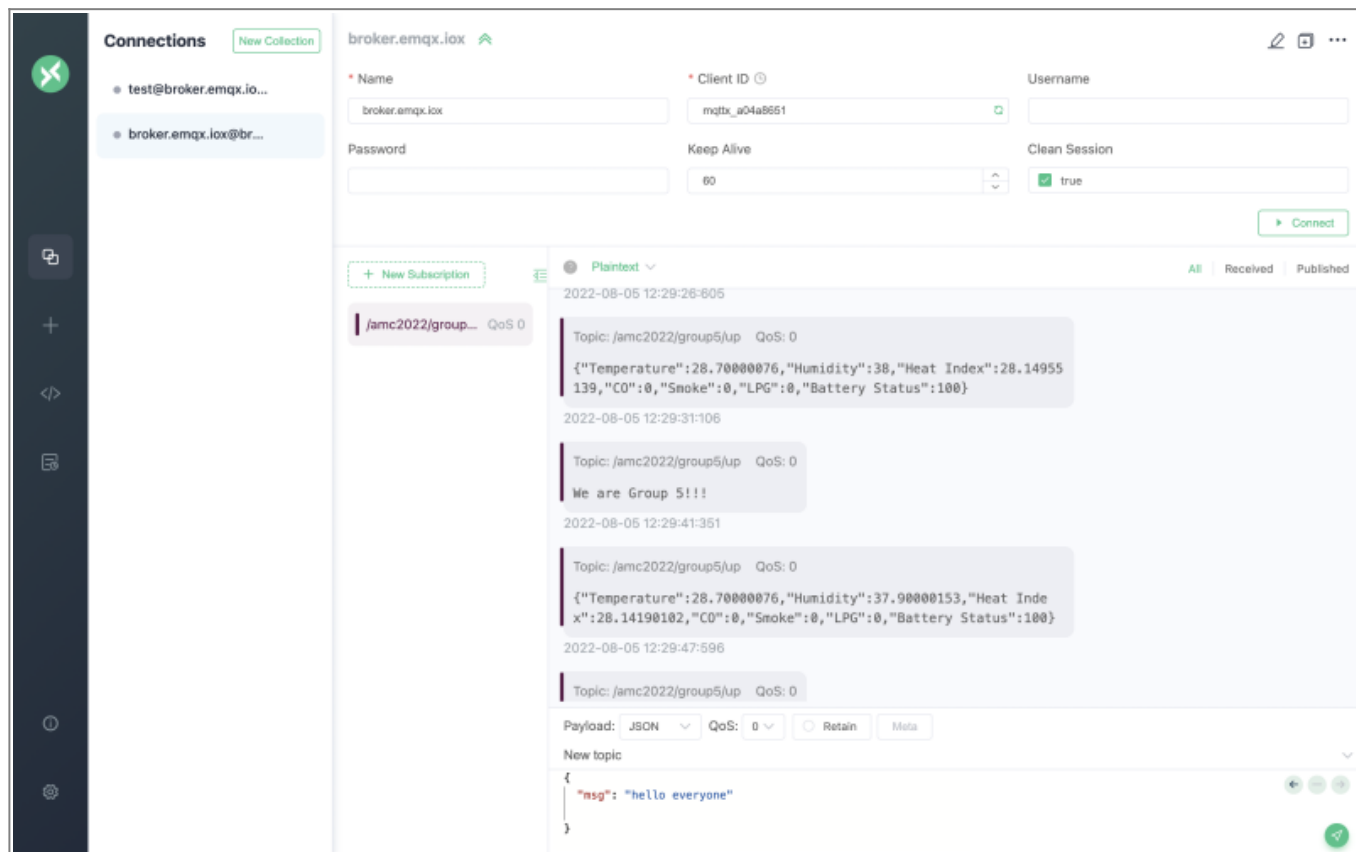 Connections
New Collection
test@broker.emqx.io...
broker.emqx.iox@br...
broker.emqx.iox
* Name
* Client ID
Username
broker.emqx.iox
mqttx_a04a8651
Password
Keep Alive
Clean Session
60
true
Connect
+ New Subscription
Plaintext
All
Received
Published
/amc2022/group... QoS 0
2022-08-05 12:29:26:605
Topic: /amc2022/group5/up QoS: 0
{"Temperature":28.70000076,"Humidity":38,"Heat Index":28.14955
139,"CO":0,"Smoke":0,"LPG":0,"Battery Status":100}
2022-08-05 12:29:31:106
Topic: /amc2022/group5/up QoS: 0
We are Group 5!!!
2022-08-05 12:29:41:351
Topic: /amc2022/group5/up QoS: 0
{"Temperature":28.70000076,"Humidity":37.90000153,"Heat Inde
x":28.14190102,"CO":0,"Smoke":0,"LPG":0,"Battery Status":100}
2022-08-05 12:29:47:596
Topic: /amc2022/group5/up QoS: 0
Payload: JSON QoS: 0 Retain Meta
New topic
{
"msg": "hello everyone"
}